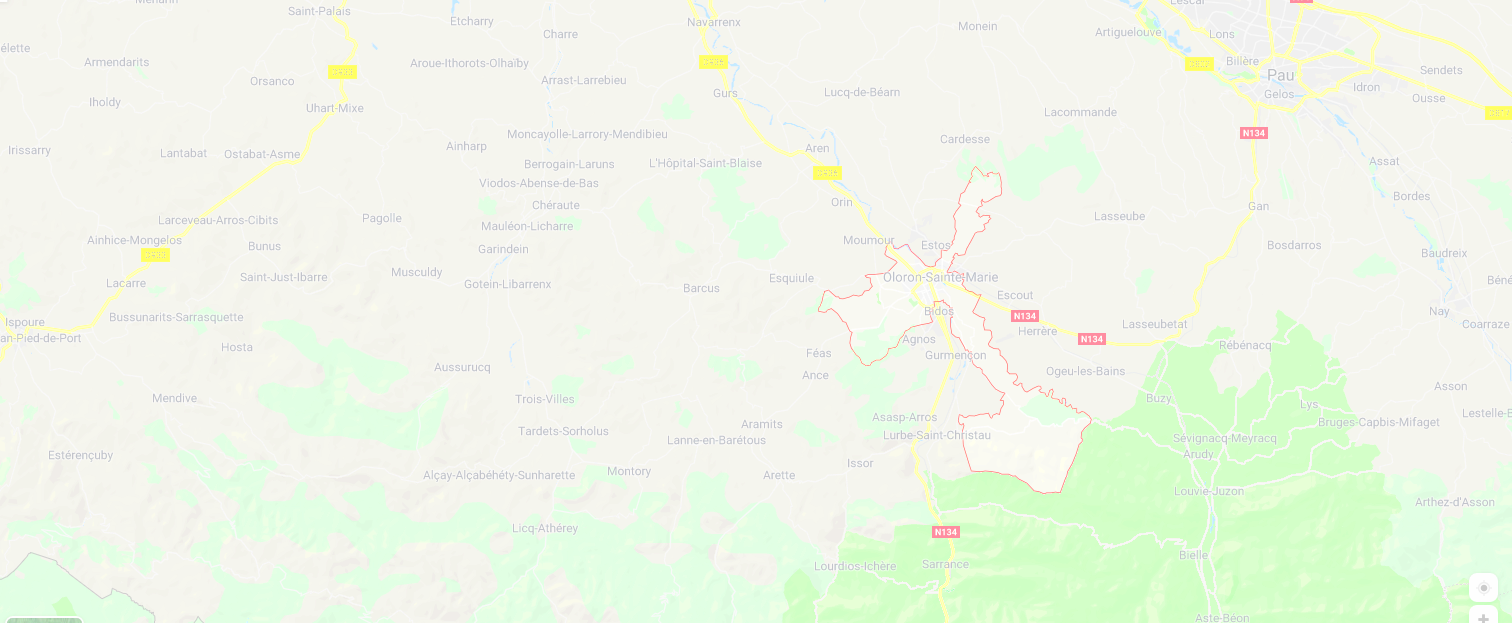 Saint-Palais
Etcharry
Navarrenx
Monein
Lescar
Charre
Artiguelouve
Lons
Armendarits
Aroue-Ithorots-Olhaïby
Billère
Orsanco
Arrast-Larrebieu
Pau
Sendets
Iholdy
Uhart-Mixe
Gurs
Lucq-de-Béarn
Gelos
Idron
Ousse
Lacommande
Moncayolle-Larrory-Mendibieu
N134
Irissarry
Lantabat
Ostabat-Asme
Ainharp
Aren
Cardesse
Berrogain-Laruns
L'Hôpital-Saint-Blaise
Assat
Viodos-Abense-de-Bas
Bordes
Chéraute
Orin
Gan
Larceveau-Arros-Cibits
Pagolle
Mauléon-Licharre
Lasseube
Ainhice-Mongelos
Bunus
Garindein
Moumour
Estos
Bosdarros
Baudreix
Musculdy
Saint-Just-Ibarre
Gotein-Libarrenx
Barcus
Esquiule
Oloron-Sainte-Marie
Lacarre
Escout
Bidos
Nay
Bussunarits-Sarrasquette
N134
Ispoure
Herrère
Lasseubetat
Coarraze
an-Pied-de-Port
Agnos
N134
Hosta
Féas
Gurmençon
Rébénacq
Aussurucq
Ance
Ogeu-les-Bains
Asson
Mendive
Trois-Villes
Buzy
Lys
Asasp-Arros
Lestelle-B
Aramits
Bruges-Capbis-Mifaget
Tardets-Sorholus
Lanne-en-Barétous
Lurbe-Saint-Christau
Sévignacq-Meyracq
Estérençuby
Arudy
Issor
Alçay-Alçabéhéty-Sunharette
Montory
Arette
Louvie-Juzon
Arthez-d'Asson
Licq-Athérey
N134
Bielle
Lourdios-Ichère
Sarrance
Aste-Béon